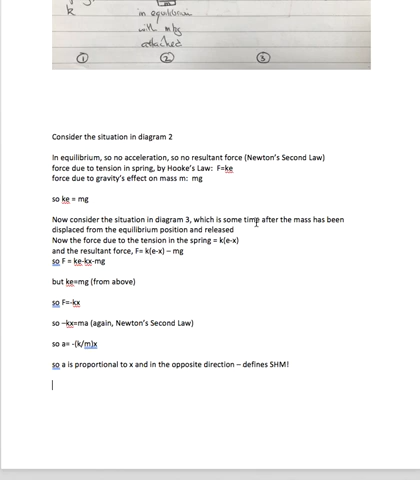 k
in equilibrium
with mass
attached
① ② ③
Consider the situation in diagram 2
In equilibrium, so no acceleration, so no resultant force (Newton's Second Law)
force due to tension in spring, by Hooke's Law: F=ke
force due to gravity's effect on mass m: mg
so ke = mg
Now consider the situation in diagram 3, which is some time after the mass has been
displaced from the equilibrium position and released
Now the force due to the tension in the spring = k(e-x)
and the resultant force, F= k(e-x) – mg
so F = ke-kx-mg
but ke=mg (from above)
so F=-kx
so –kx=ma (again, Newton's Second Law)
so a= -(k/m)x
so a is proportional to x and in the opposite direction – defines SHM!